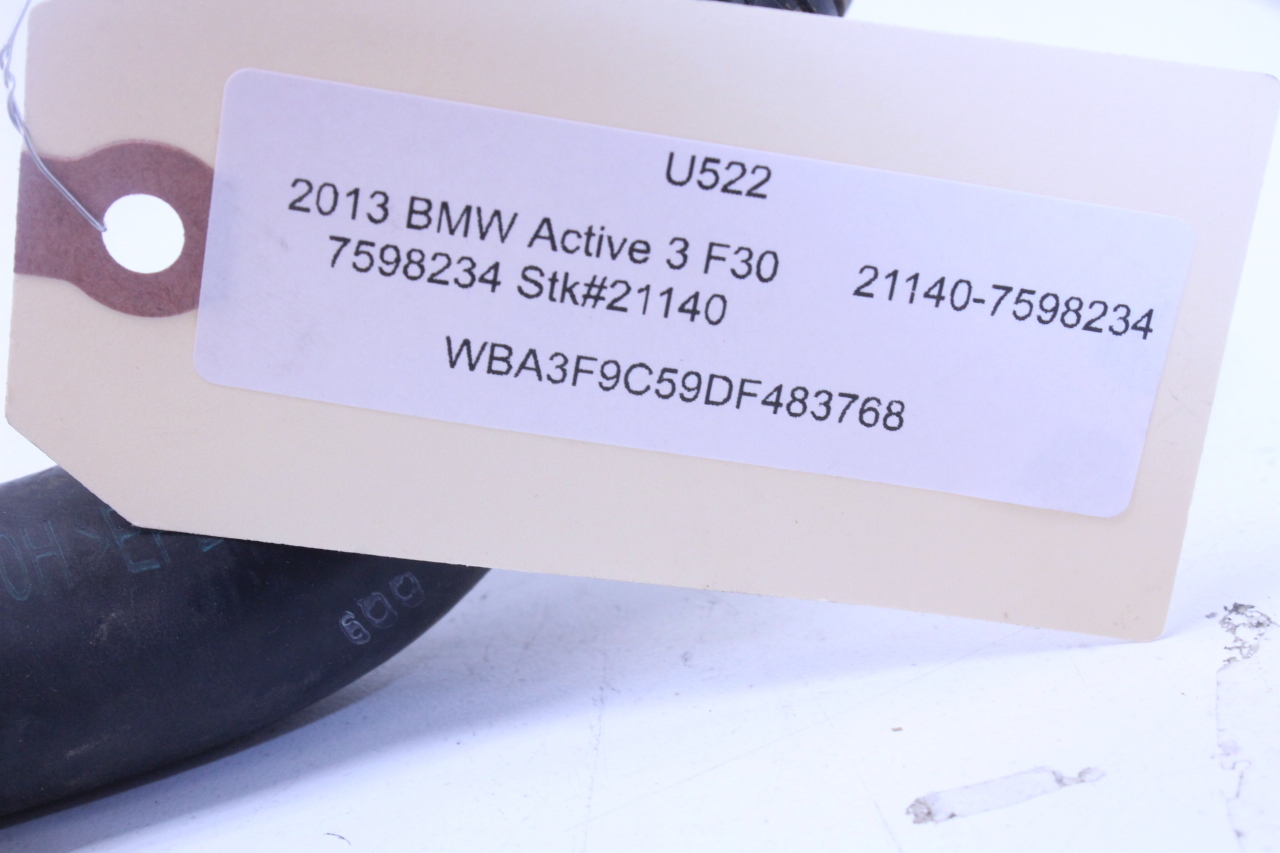 U522
2013 BMW Active 3 F30
7598234 Stk#21140
21140-7598234
WBA3F9C59DF483768